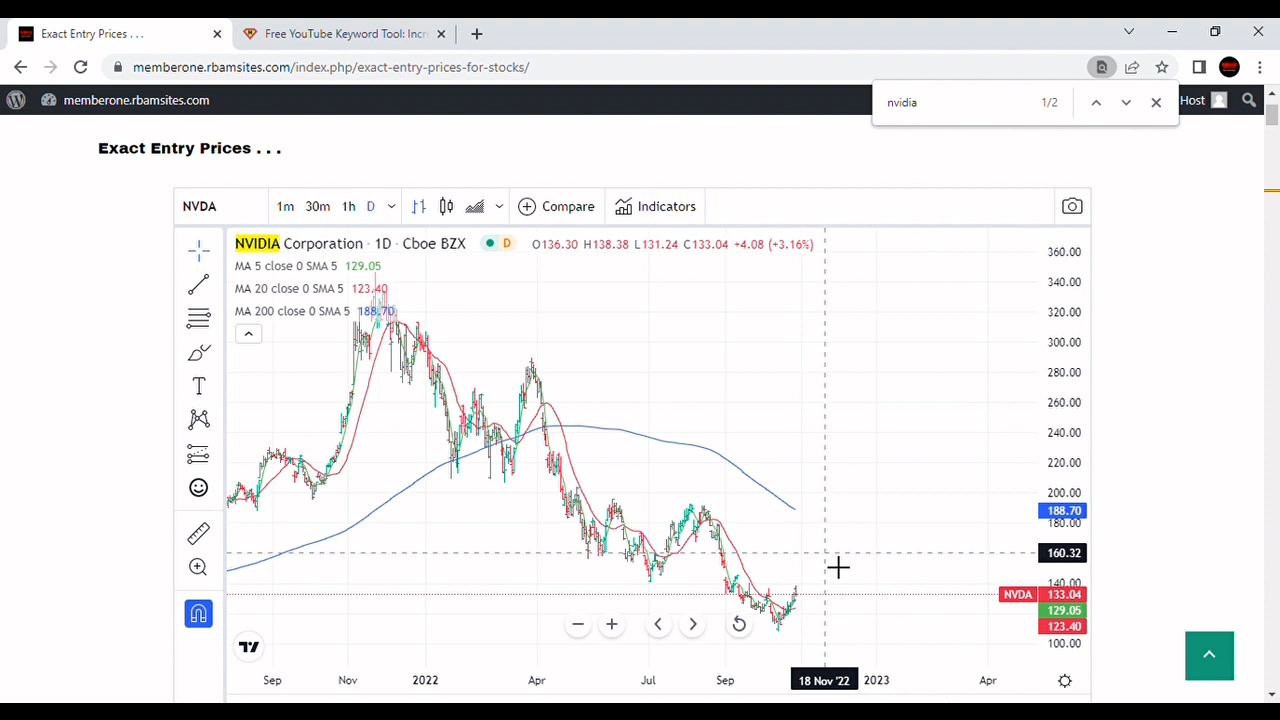 Exact Entry Prices . . .
Free YouTube Keyword Tool: Incr
memberone.rbamsites.com/index.php/exact-entry-prices-for-stocks/
memberone.rbamsites.com
nvidia 1/2
Host
Exact Entry Prices . . .
NVDA 1m 30m 1h D Compare Indicators
NVIDIA Corporation · 1D · Cboe BZX D O136.30 H138.38 L131.24 C133.04 +4.08 (+3.16%)
MA 5 close 0 SMA 5 129.05
MA 20 close 0 SMA 5 123.40
MA 200 close 0 SMA 5 188.70
360.00
340.00
320.00
300.00
280.00
260.00
240.00
220.00
200.00
188.70
180.00
160.32
140.00
NVDA 133.04
129.05
123.40
100.00
Sep Nov 2022 Apr Jul Sep 18 Nov '22 2023 Apr